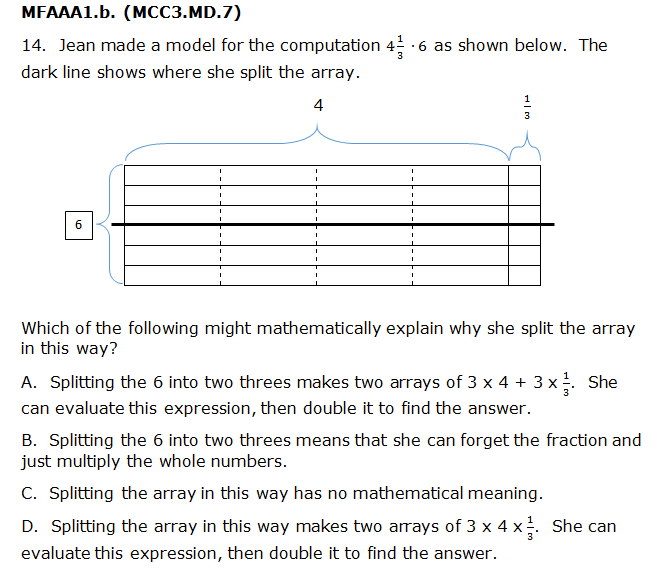 MFAAA1.b. (MCC3.MD.7)
14. Jean made a model for the computation 4 1/3 · 6 as shown below. The
dark line shows where she split the array.
4
1/3
6
Which of the following might mathematically explain why she split the array
in this way?
A. Splitting the 6 into two threes makes two arrays of 3 x 4 + 3 x 1/3. She
can evaluate this expression, then double it to find the answer.
B. Splitting the 6 into two threes means that she can forget the fraction and
just multiply the whole numbers.
C. Splitting the array in this way has no mathematical meaning.
D. Splitting the array in this way makes two arrays of 3 x 4 x 1/3. She can
evaluate this expression, then double it to find the answer.